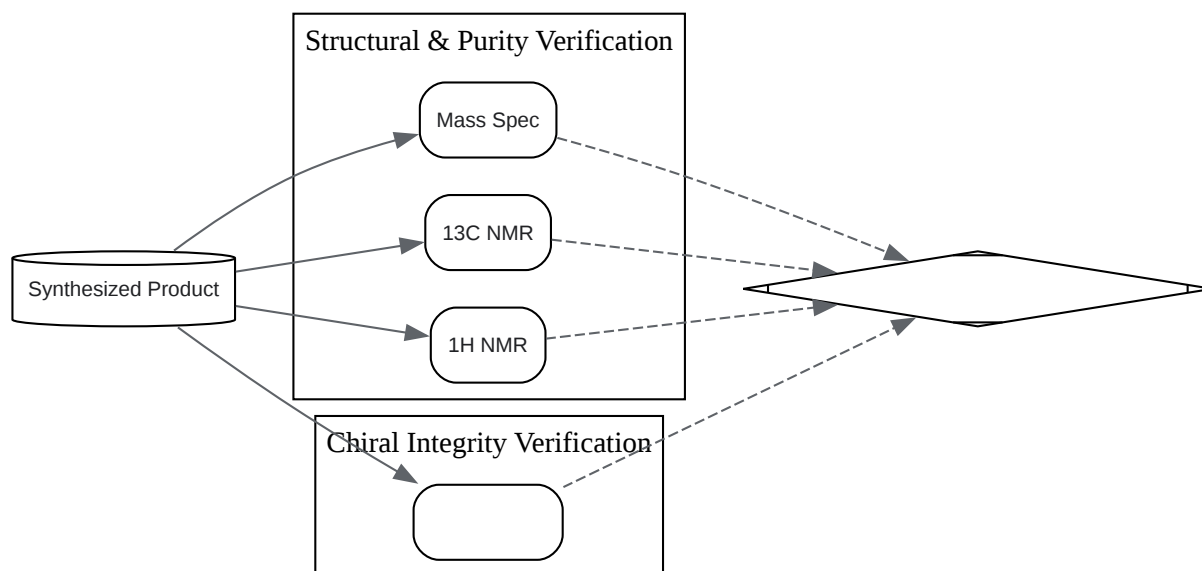 Structural & Purity Verification
Mass Spec
13C NMR
Synthesized Product
1H NMR
Chiral Integrity Verification